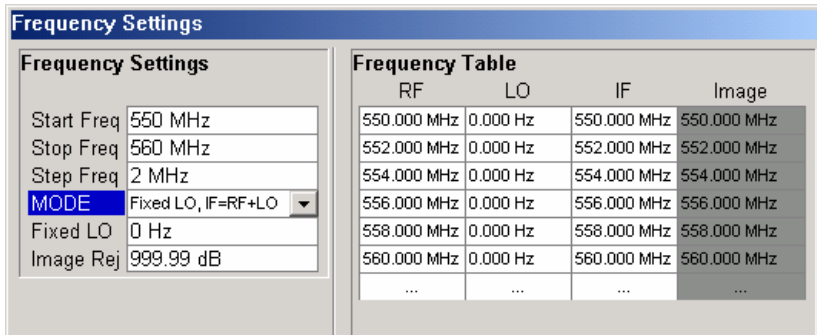 Frequency Settings
Frequency Settings
Start Freq 550 MHz
Stop Freq 560 MHz
Step Freq 2 MHz
MODE Fixed LO, IF=RF+LO
Fixed LO 0 Hz
Image Rej 999.99 dB
Frequency Table
RF LO IF Image
550.000 MHz 0.000 Hz 550.000 MHz 550.000 MHz
552.000 MHz 0.000 Hz 552.000 MHz 552.000 MHz
554.000 MHz 0.000 Hz 554.000 MHz 554.000 MHz
556.000 MHz 0.000 Hz 556.000 MHz 556.000 MHz
558.000 MHz 0.000 Hz 558.000 MHz 558.000 MHz
560.000 MHz 0.000 Hz 560.000 MHz 560.000 MHz
... ... ... ...